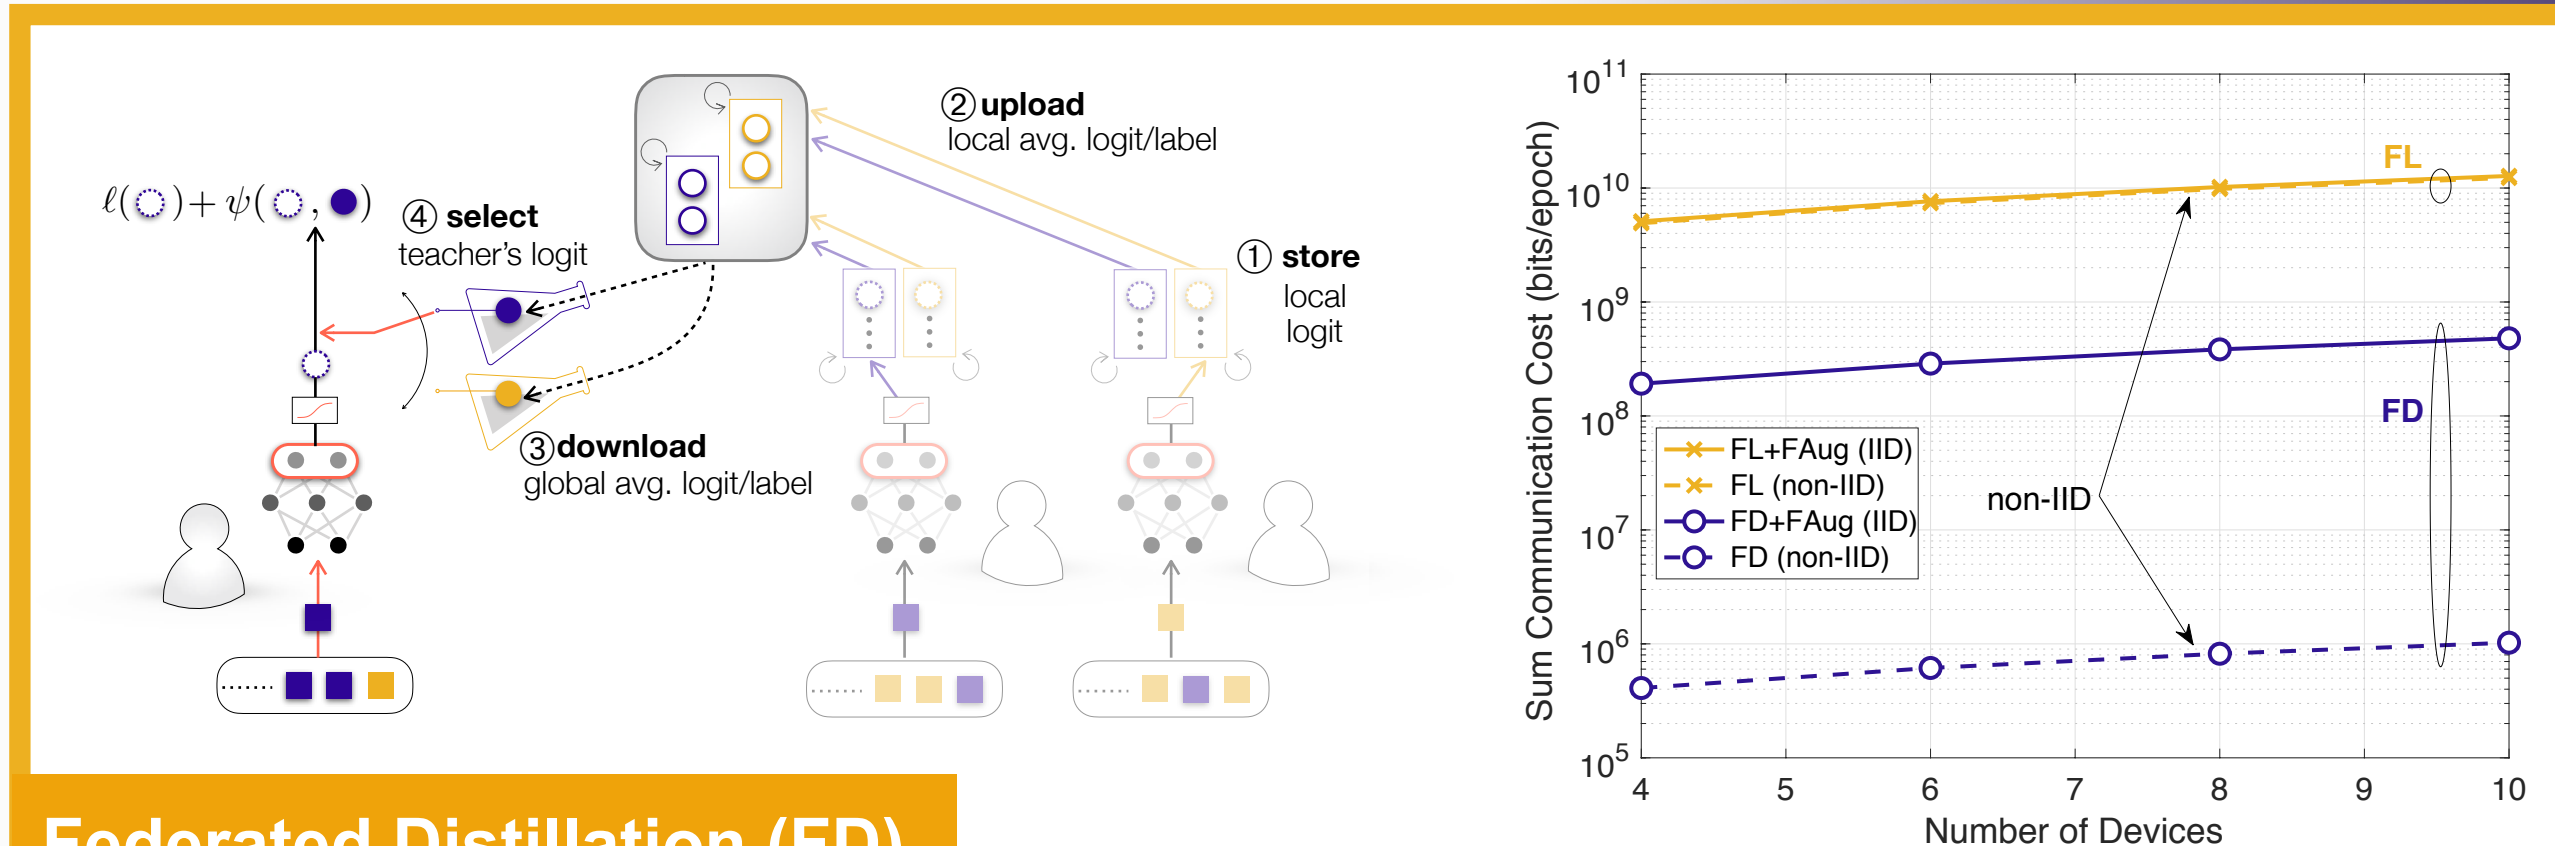 ② upload
local avg. logit/label
ℓ( ) + ψ( , )
④ select
teacher's logit
① store
local
logit
③ download
global avg. logit/label
Federated Distillation (FD)
Sum Communication Cost (bits/epoch)
10^11
10^10
10^9
10^8
10^7
10^6
10^5
FL
FD
FL+FAug (IID)
FL (non-IID)
FD+FAug (IID)
FD (non-IID)
non-IID
4 5 6 7 8 9 10
Number of Devices